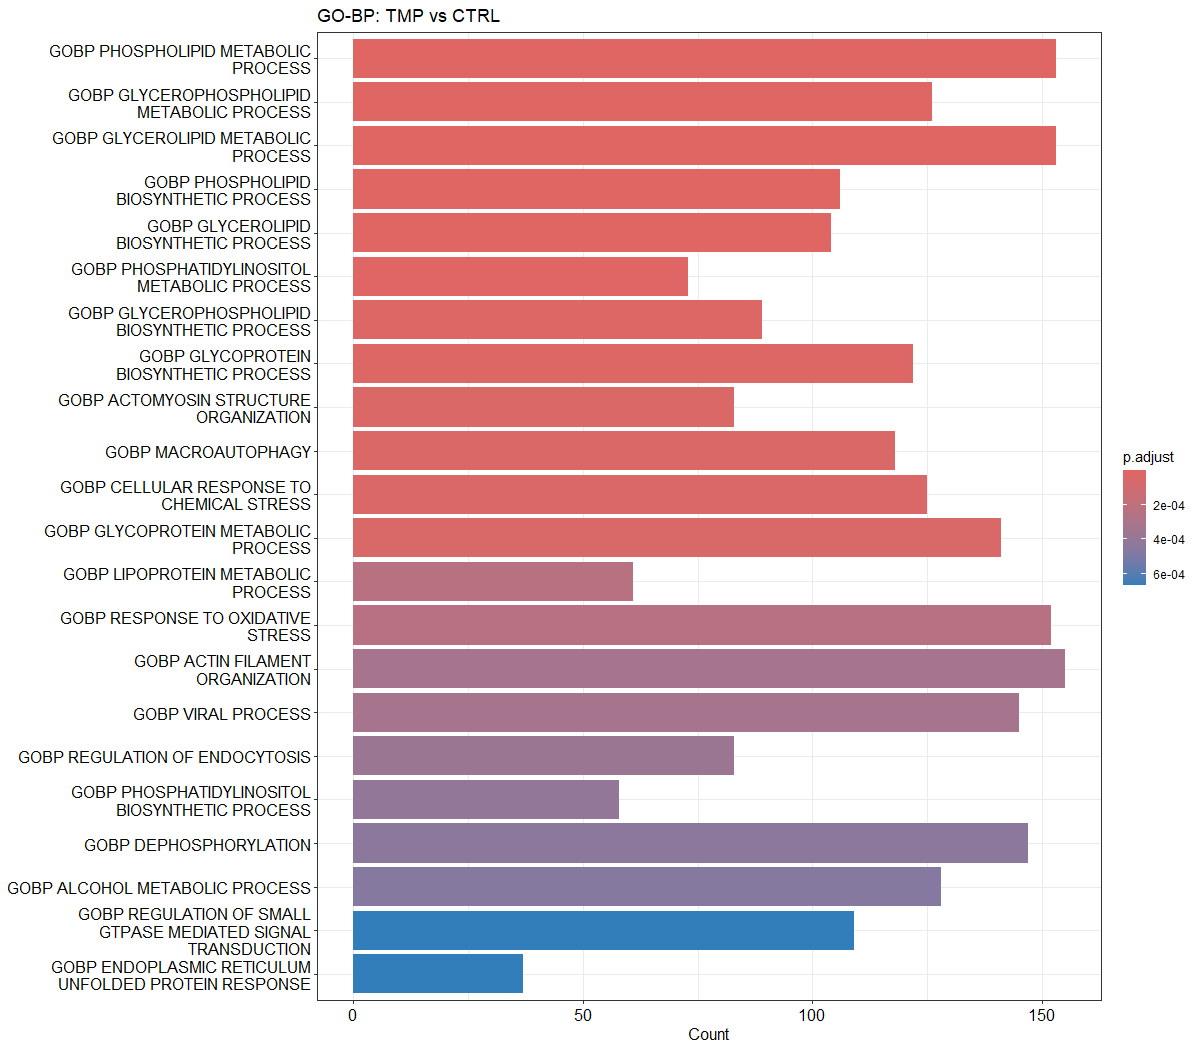 GO-BP: TMP vs CTRL
GOBP PHOSPHOLIPID METABOLIC
PROCESS
GOBP GLYCEROPHOSPHOLIPID
METABOLIC PROCESS
GOBP GLYCEROLIPID METABOLIC
PROCESS
GOBP PHOSPHOLIPID
BIOSYNTHETIC PROCESS
GOBP GLYCEROLIPID
BIOSYNTHETIC PROCESS
GOBP PHOSPHATIDYLINOSITOL
METABOLIC PROCESS
GOBP GLYCEROPHOSPHOLIPID
BIOSYNTHETIC PROCESS
GOBP GLYCOPROTEIN
BIOSYNTHETIC PROCESS
GOBP ACTOMYOSIN STRUCTURE
ORGANIZATION
GOBP MACROAUTOPHAGY
GOBP CELLULAR RESPONSE TO
CHEMICAL STRESS
GOBP GLYCOPROTEIN METABOLIC
PROCESS
GOBP LIPOPROTEIN METABOLIC
PROCESS
GOBP RESPONSE TO OXIDATIVE
STRESS
GOBP ACTIN FILAMENT
ORGANIZATION
GOBP VIRAL PROCESS
GOBP REGULATION OF ENDOCYTOSIS
GOBP PHOSPHATIDYLINOSITOL
BIOSYNTHETIC PROCESS
GOBP DEPHOSPHORYLATION
GOBP ALCOHOL METABOLIC PROCESS
GOBP REGULATION OF SMALL
GTPASE MEDIATED SIGNAL
TRANSDUCTION
GOBP ENDOPLASMIC RETICULUM
UNFOLDED PROTEIN RESPONSE
0 50 100 150
Count
p.adjust
2e-04
4e-04
6e-04